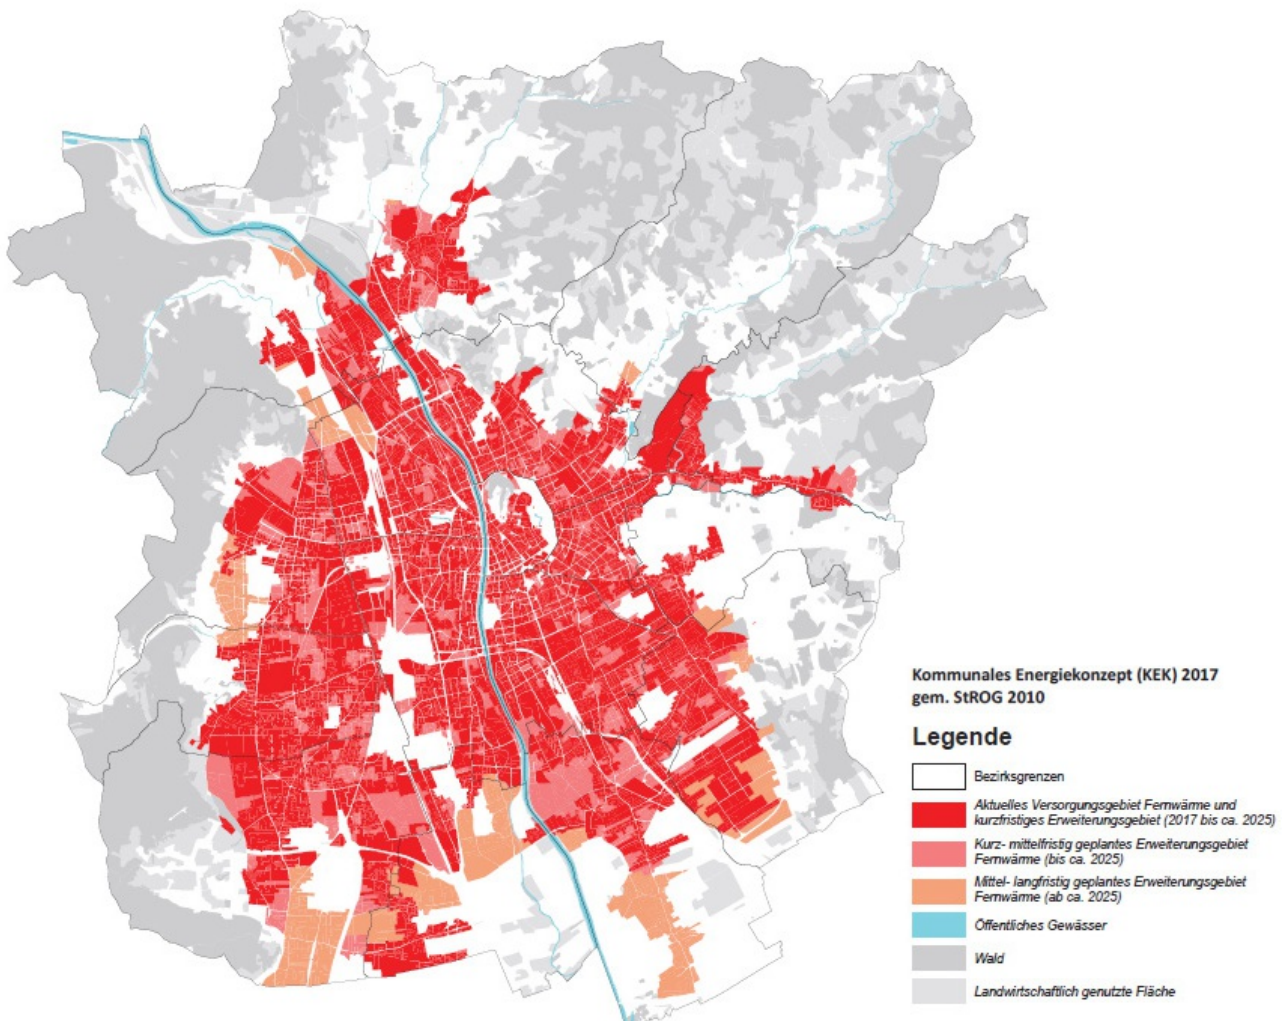 Kommunales Energiekonzept (KEK) 2017
gem. StROG 2010
Legende
Bezirksgrenzen
Aktuelles Versorgungsgebiet Fernwärme und
kurzfristiges Erweiterungsgebiet (2017 bis ca. 2025)
Kurz- mittelfristig geplantes Erweiterungsgebiet
Fernwärme (bis ca. 2025)
Mittel- langfristig geplantes Erweiterungsgebiet
Fernwärme (ab ca. 2025)
Öffentliches Gewässer
Wald
Landwirtschaftlich genutzte Fläche